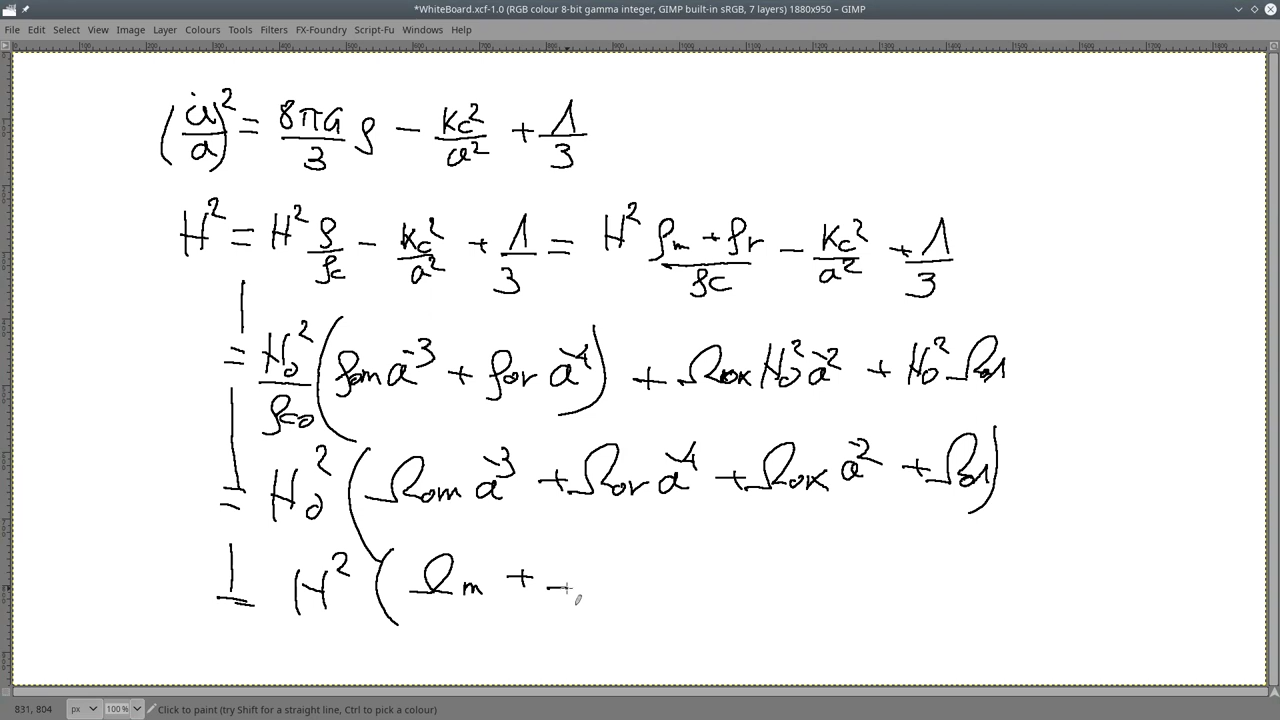 *WhiteBoard.xcf-1.0 (RGB colour 8-bit gamma integer, GIMP built-in sRGB, 7 layers) 1880x950 – GIMP
File Edit Select View Image Layer Colours Tools Filters FX-Foundry Script-Fu Windows Help
(ȧ/a)² = 8πG/3 ρ − kc²/a² + Λ/3
H² = H² ρ/ρc − kc²/a² + Λ/3 = H² (ρm + ρr)/ρc − kc²/a² + Λ/3
= H₀²/ρc₀ (ρ₀m a⁻³ + ρ₀r a⁻⁴) + Ω₀k H₀² a⁻² + H₀² Ω₀Λ
= H₀² (Ω₀m a⁻³ + Ω₀r a⁻⁴ + Ω₀k a⁻² + Ω₀Λ)
= H² (Ωm +
831, 804 px 100% Click to paint (try Shift for a straight line, Ctrl to pick a colour)